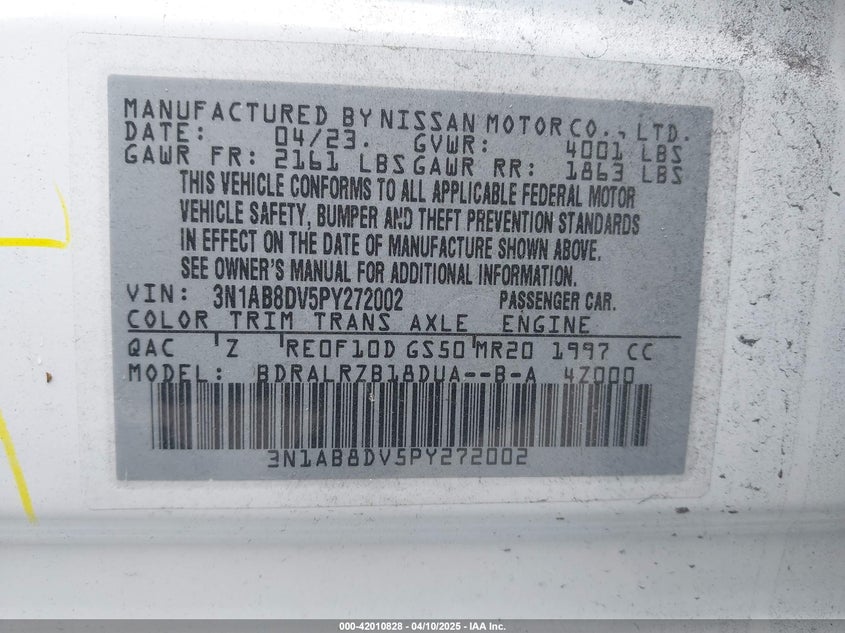 MANUFACTURED BY NISSAN MOTOR CO., LTD.
DATE: 04/23. GVWR: 4001 LBS
GAWR FR: 2161 LBS GAWR RR: 1863 LBS
THIS VEHICLE CONFORMS TO ALL APPLICABLE FEDERAL MOTOR
VEHICLE SAFETY, BUMPER AND THEFT PREVENTION STANDARDS
IN EFFECT ON THE DATE OF MANUFACTURE SHOWN ABOVE.
SEE OWNER'S MANUAL FOR ADDITIONAL INFORMATION.
VIN: 3N1AB8DV5PY272002 PASSENGER CAR.
COLOR TRIM TRANS AXLE ENGINE
QAC 'Z 'RE0F10D GS50'MR20 1997 CC
MODEL: BDRALRZB18DUA--B-A 4Z000
3N1AB8DV5PY272002
000-42010828 - 04/10/2025 - IAA Inc.